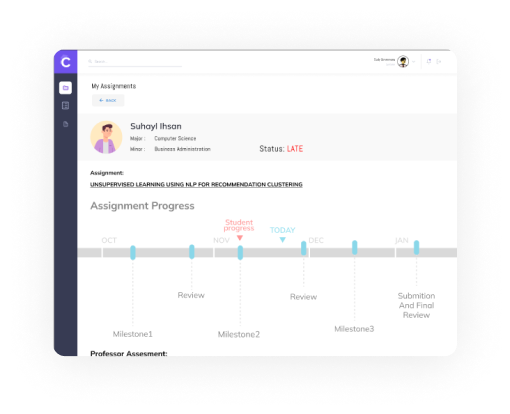 C
Search...
My Assignments
← BACK
Suhayl Ihsan
Major : Computer Science
Minor : Business Administration
Status: LATE
Assignment:
UNSUPERVISED LEARNING USING NLP FOR RECOMMENDATION CLUSTERING
Assignment Progress
Student
progress
TODAY
OCT NOV DEC JAN
Review
Review
Submition
And Final
Review
Milestone1
Milestone2
Milestone3
Professor Assesment: